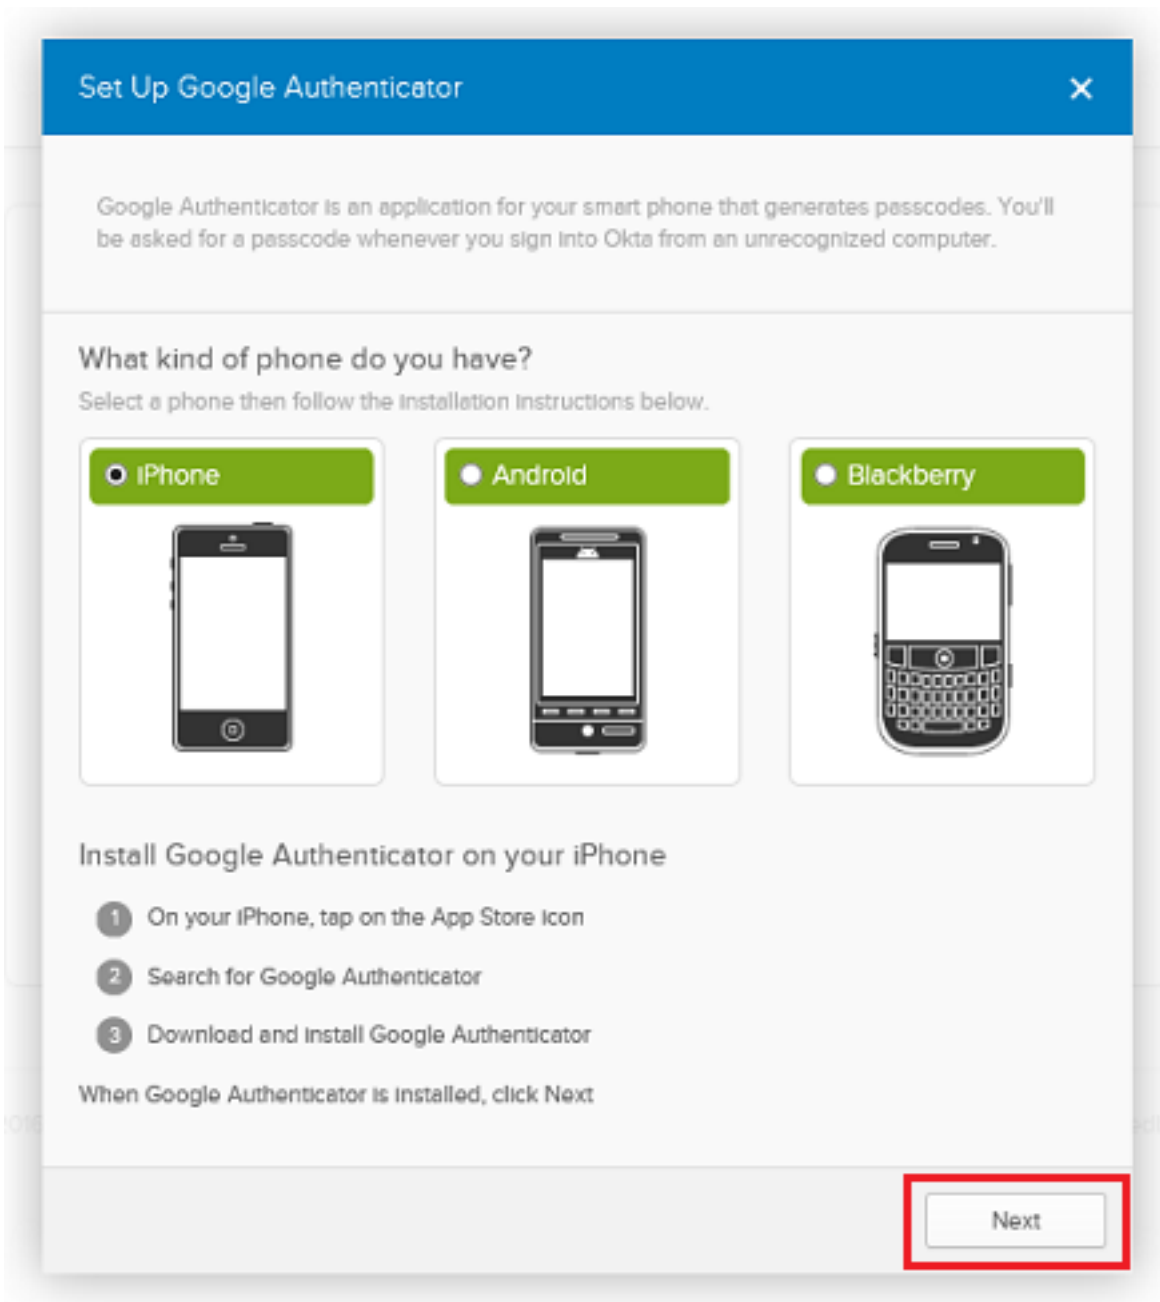 Set Up Google Authenticator
Google Authenticator is an application for your smart phone that generates passcodes. You'll
be asked for a passcode whenever you sign into Okta from an unrecognized computer.
What kind of phone do you have?
Select a phone then follow the installation instructions below.
iPhone
Android
Blackberry
Install Google Authenticator on your iPhone
1 On your iPhone, tap on the App Store icon
2 Search for Google Authenticator
3 Download and install Google Authenticator
When Google Authenticator is installed, click Next
Next